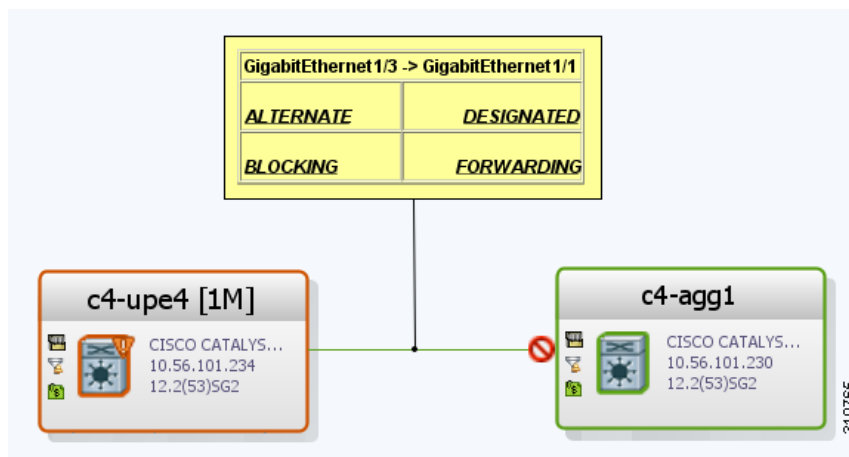 GigabitEthernet1/3 -> GigabitEthernet1/1
ALTERNATE DESIGNATED
BLOCKING FORWARDING
c4-upe4 [1M]
CISCO CATALYS...
10.56.101.234
12.2(53)SG2
c4-agg1
CISCO CATALYS...
10.56.101.230
12.2(53)SG2